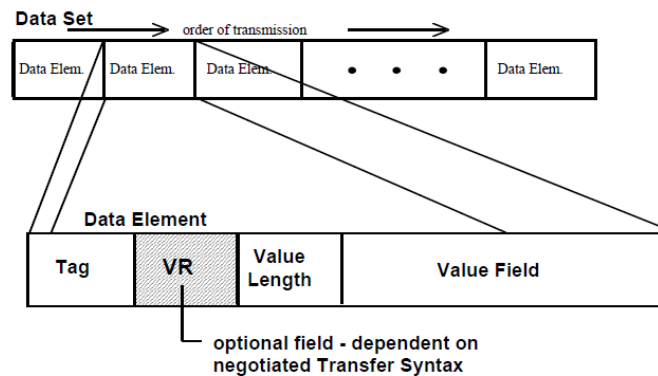 Data Set
order of transmission
Data Elem.
Data Elem.
Data Elem.
Data Elem.
Data Element
Tag
VR
Value
Length
Value Field
optional field - dependent on
negotiated Transfer Syntax